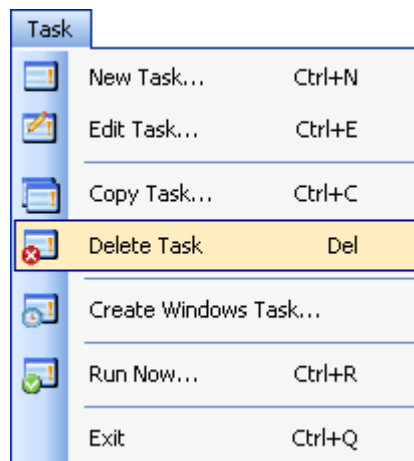 Task
New Task... Ctrl+N
Edit Task... Ctrl+E
Copy Task... Ctrl+C
Delete Task Del
Create Windows Task...
Run Now... Ctrl+R
Exit Ctrl+Q